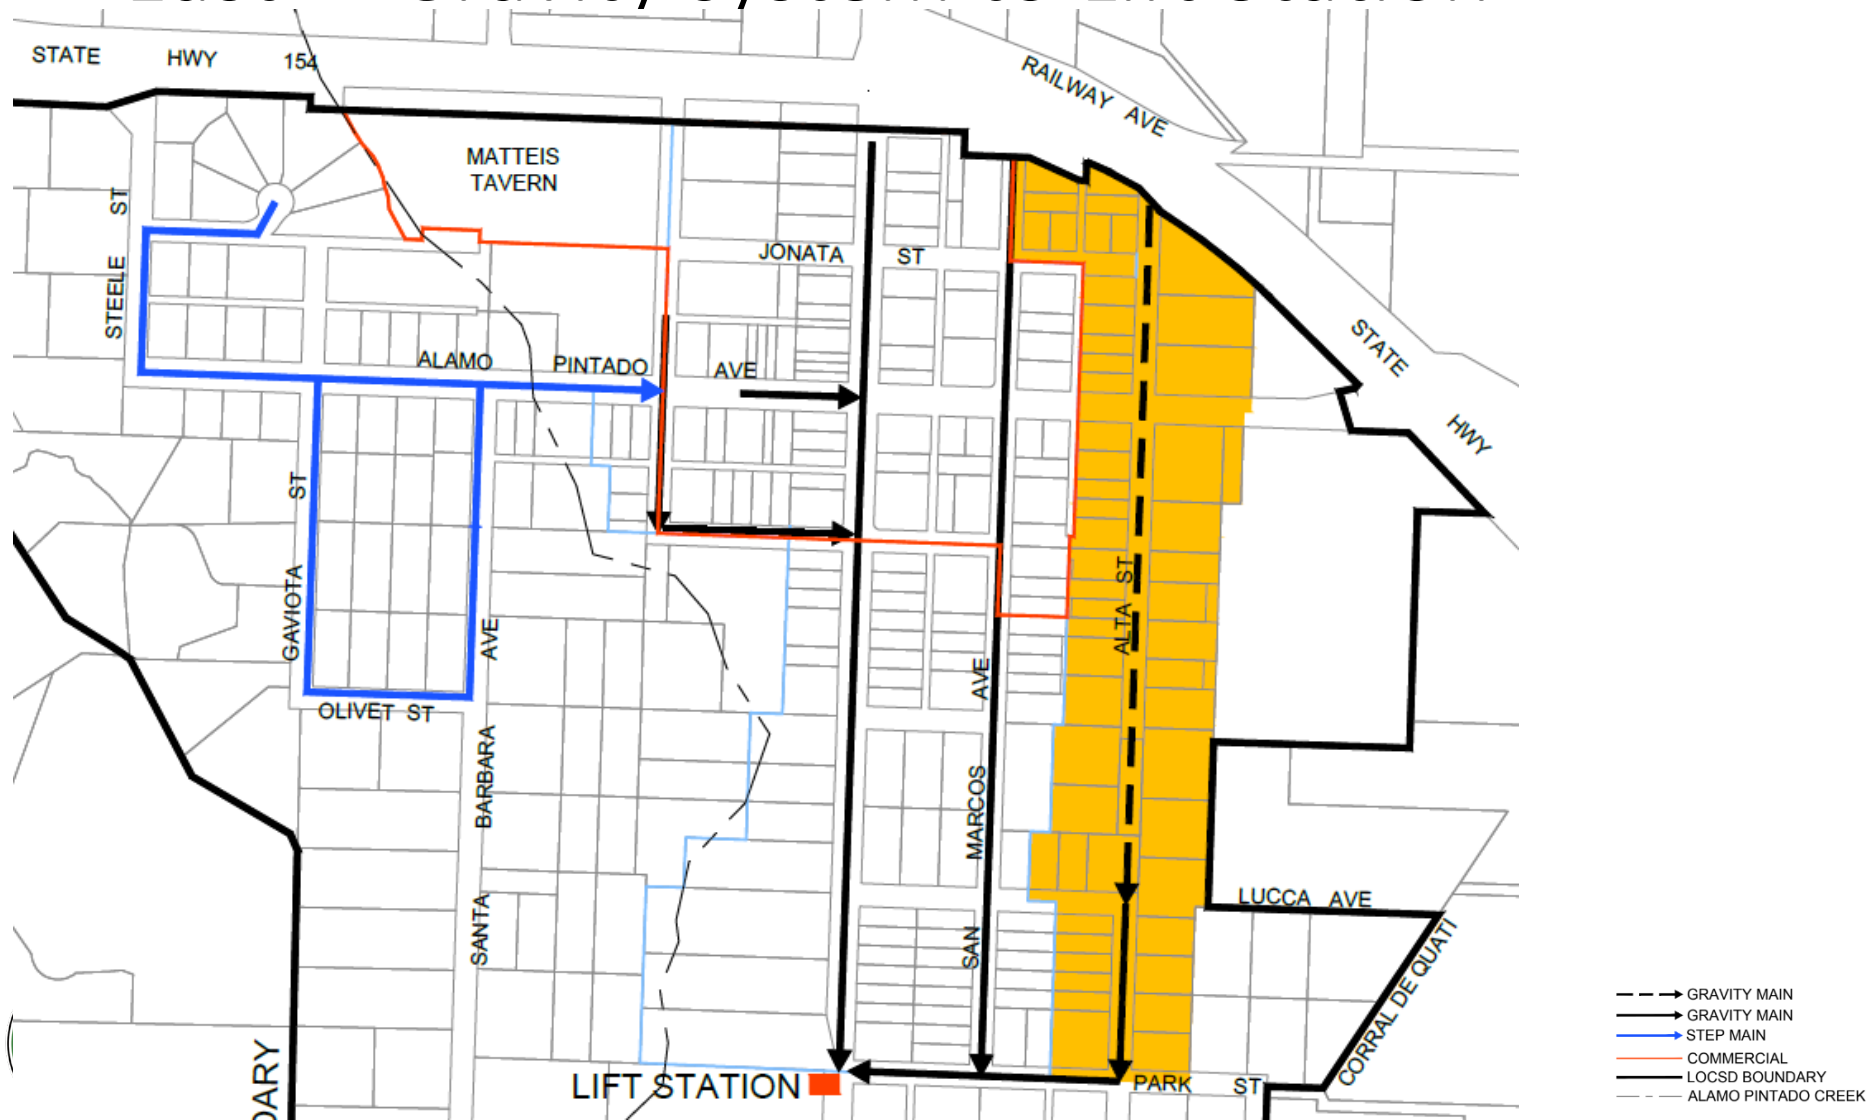 STATE HWY 154
RAILWAY AVE
MATTEIS
TAVERN
STEELE ST
JONATA ST
ALAMO PINTADO AVE
STATE HWY
GAVIOTA ST
OLIVET ST
SANTA BARBARA AVE
SAN MARCOS AVE
ALTA ST
LUCCA AVE
CORRAL DE QUATI
PARK ST
LIFT STATION
DARY
GRAVITY MAIN
GRAVITY MAIN
STEP MAIN
COMMERCIAL
LOCSD BOUNDARY
ALAMO PINTADO CREEK